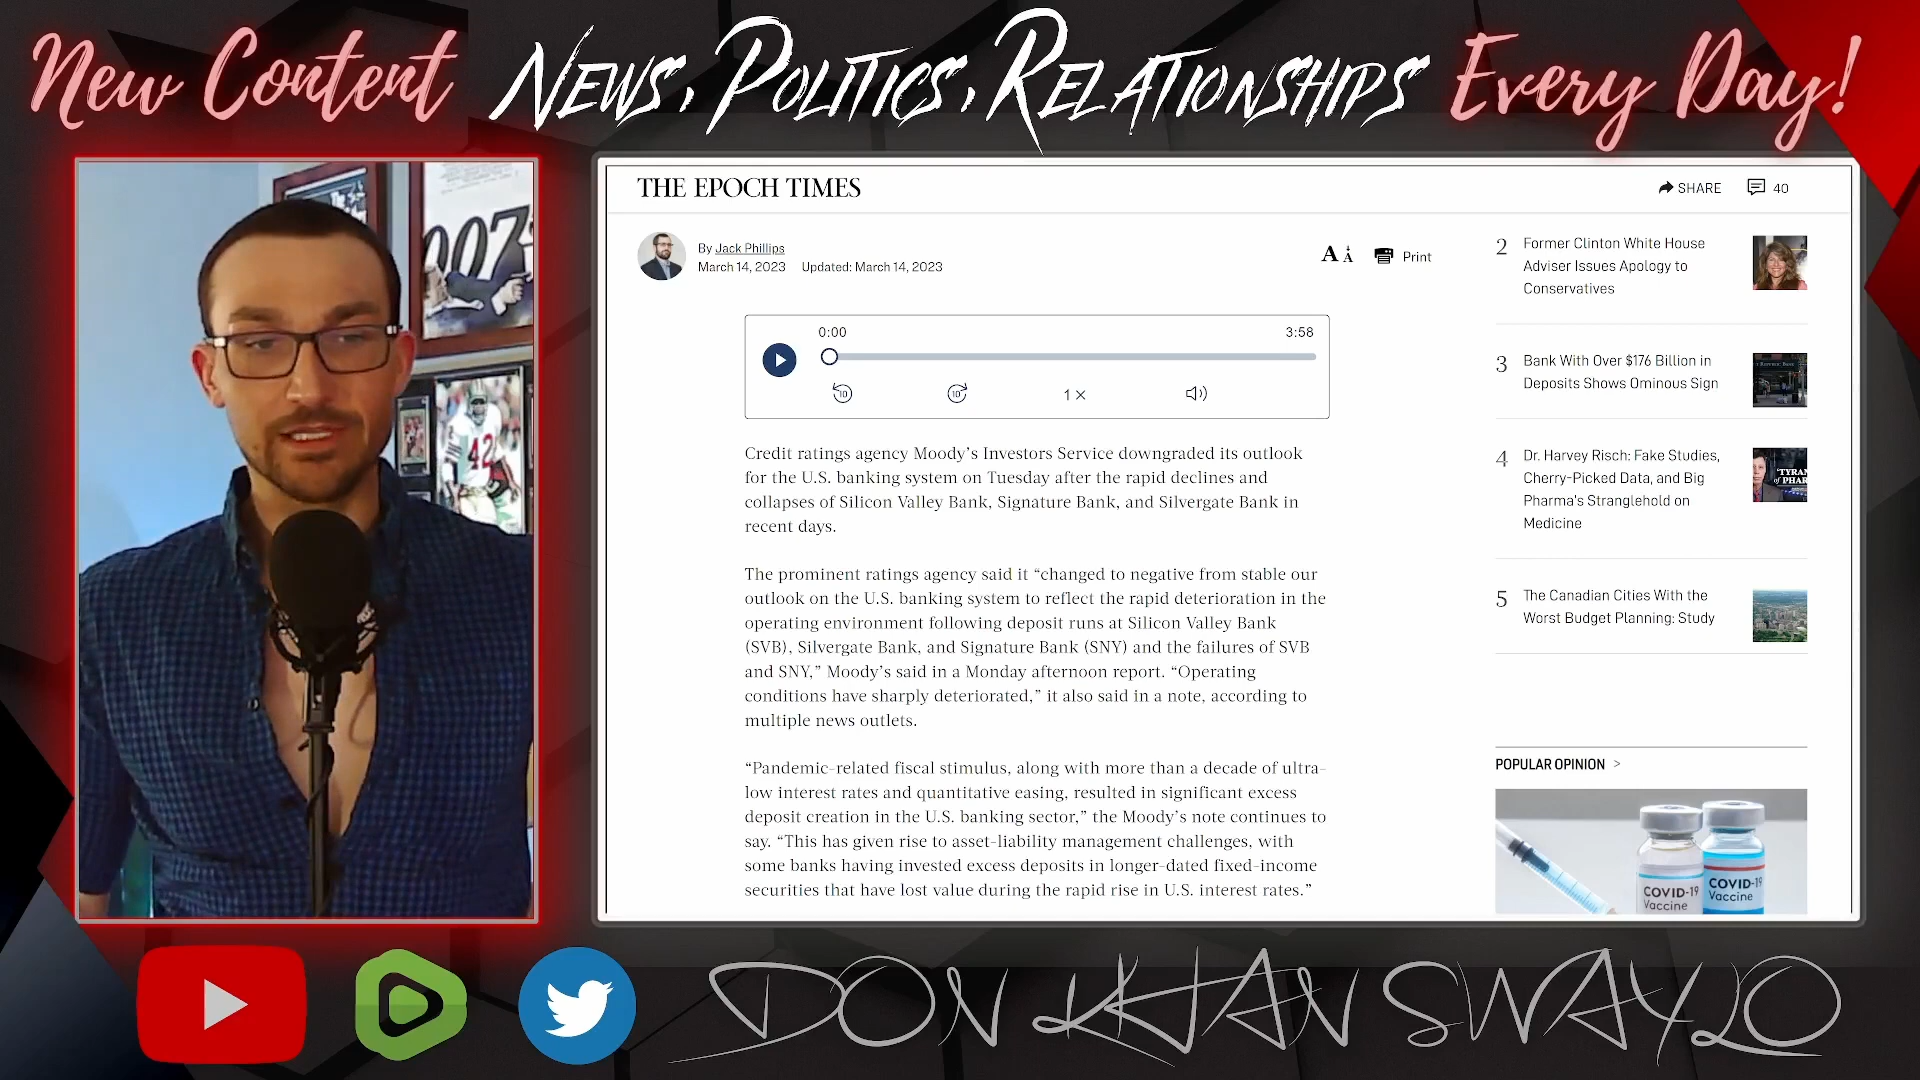 New Content NEWS, POLITICS, RELATIONSHIPS Every Day!
007
42
THE EPOCH TIMES
SHARE
40
By Jack Phillips
March 14, 2023 Updated: March 14, 2023
A A
Print
0:00
3:58
10
10
1 ×
Credit ratings agency Moody’s Investors Service downgraded its outlook
for the U.S. banking system on Tuesday after the rapid declines and
collapses of Silicon Valley Bank, Signature Bank, and Silvergate Bank in
recent days.
The prominent ratings agency said it “changed to negative from stable our
outlook on the U.S. banking system to reflect the rapid deterioration in the
operating environment following deposit runs at Silicon Valley Bank
(SVB), Silvergate Bank, and Signature Bank (SNY) and the failures of SVB
and SNY,” Moody’s said in a Monday afternoon report. “Operating
conditions have sharply deteriorated,” it also said in a note, according to
multiple news outlets.
“Pandemic-related fiscal stimulus, along with more than a decade of ultra-
low interest rates and quantitative easing, resulted in significant excess
deposit creation in the U.S. banking sector,” the Moody’s note continues to
say. “This has given rise to asset-liability management challenges, with
some banks having invested excess deposits in longer-dated fixed-income
securities that have lost value during the rapid rise in U.S. interest rates.”
2 Former Clinton White House
Adviser Issues Apology to
Conservatives
3 Bank With Over $176 Billion in
Deposits Shows Ominous Sign
4 Dr. Harvey Risch: Fake Studies,
Cherry-Picked Data, and Big
Pharma's Stranglehold on
Medicine
'TYRAN
of PHAR
5 The Canadian Cities With the
Worst Budget Planning: Study
POPULAR OPINION >
COVID-19
Vaccine
COVID-19
Vaccine
DON KHAN SWAYLO